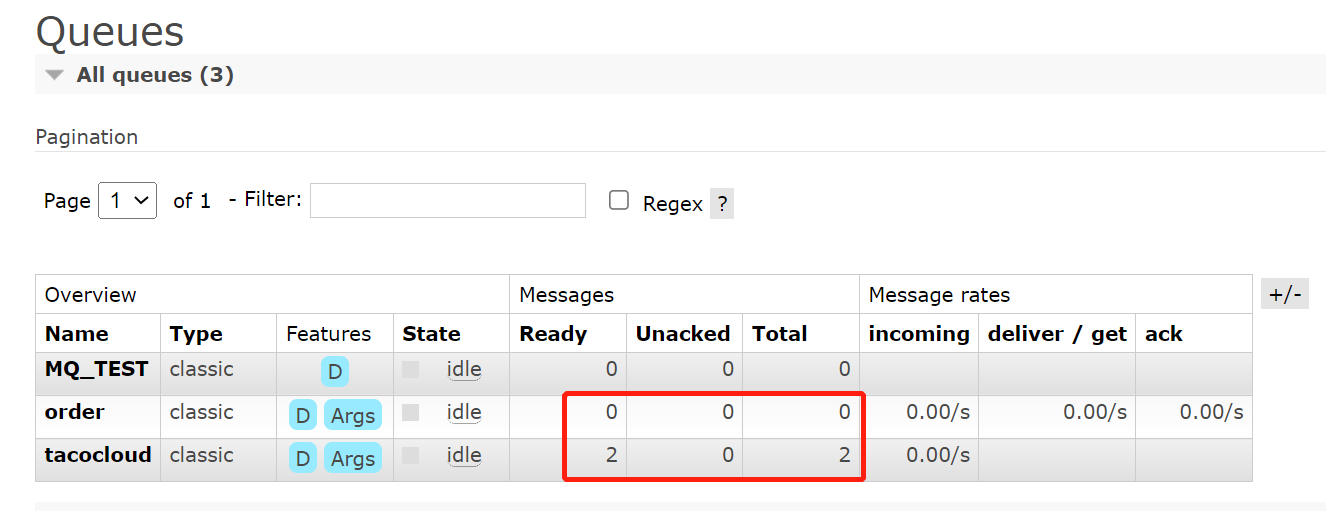 Queues
All queues (3)
Pagination
Page 1 of 1 - Filter: Regex ?
Overview Messages Message rates +/-
Name Type Features State Ready Unacked Total incoming deliver / get ack
MQ_TEST classic D idle 0 0 0
order classic D Args idle 0 0 0 0.00/s 0.00/s 0.00/s
tacocloud classic D Args idle 2 0 2 0.00/s